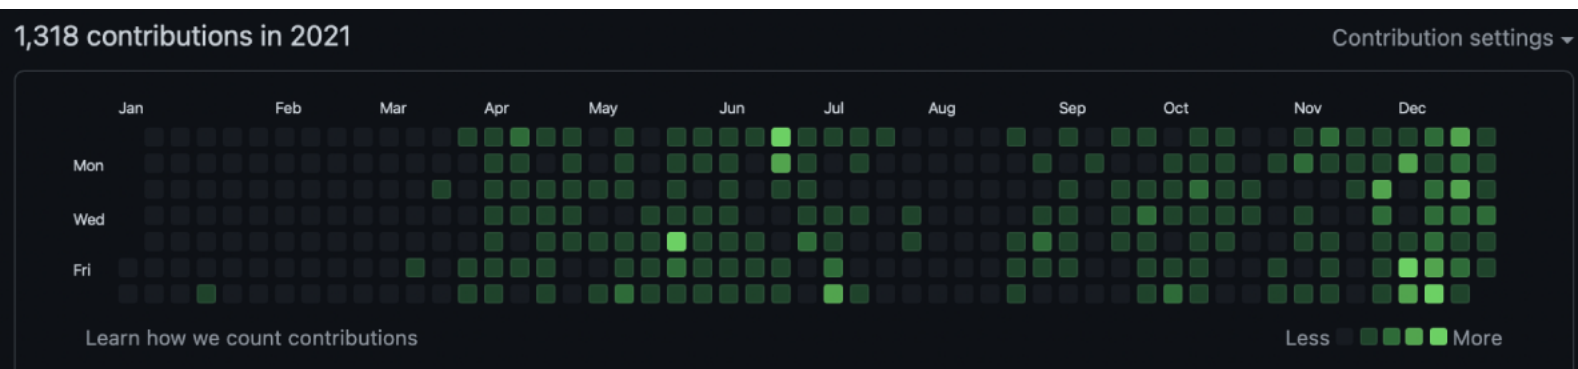 1,318 contributions in 2021
Contribution settings
Jan Feb Mar Apr May Jun Jul Aug Sep Oct Nov Dec
Mon
Wed
Fri
Learn how we count contributions
Less More